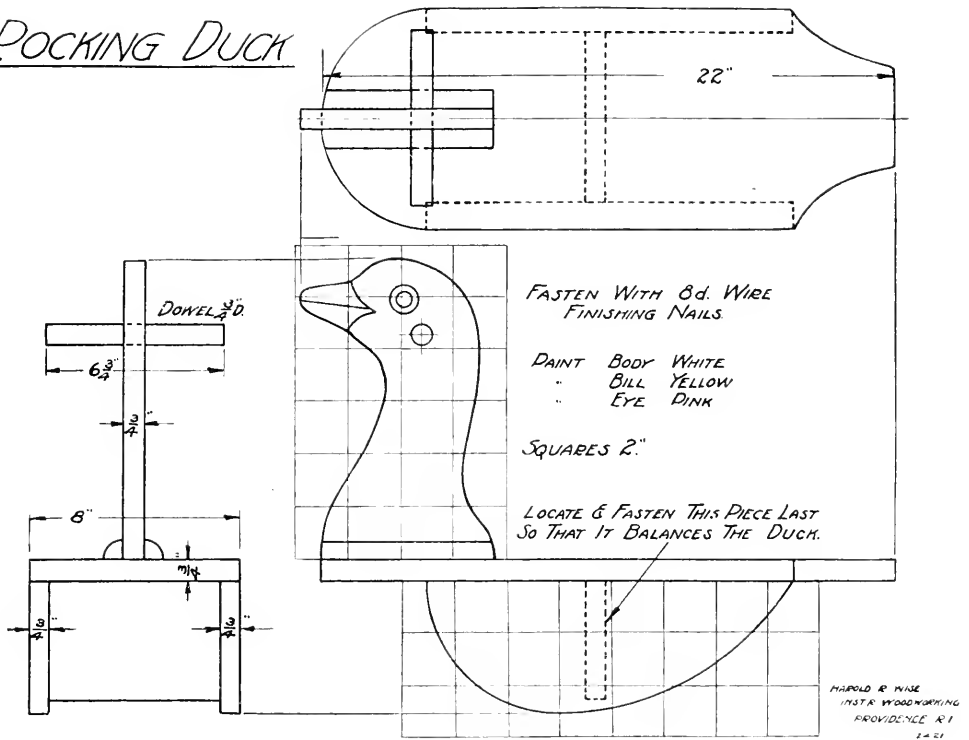 ROCKING DUCK
22"
DOWEL 3/4" D.
6 3/4"
3/4"
8"
3/4"
3/4"
3/4"
FASTEN WITH 8d. WIRE
FINISHING NAILS.
PAINT BODY WHITE
" BILL YELLOW
" EYE PINK
SQUARES 2"
LOCATE & FASTEN THIS PIECE LAST
SO THAT IT BALANCES THE DUCK.
HAROLD R WISE
INSTR WOODWORKING
PROVIDENCE R I